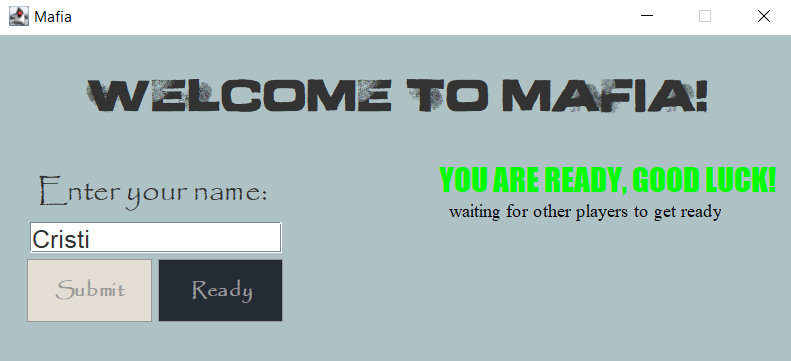 Mafia
WELCOME TO MAFIA!
Enter your name:
Cristi
Submit
Ready
YOU ARE READY, GOOD LUCK!
waiting for other players to get ready